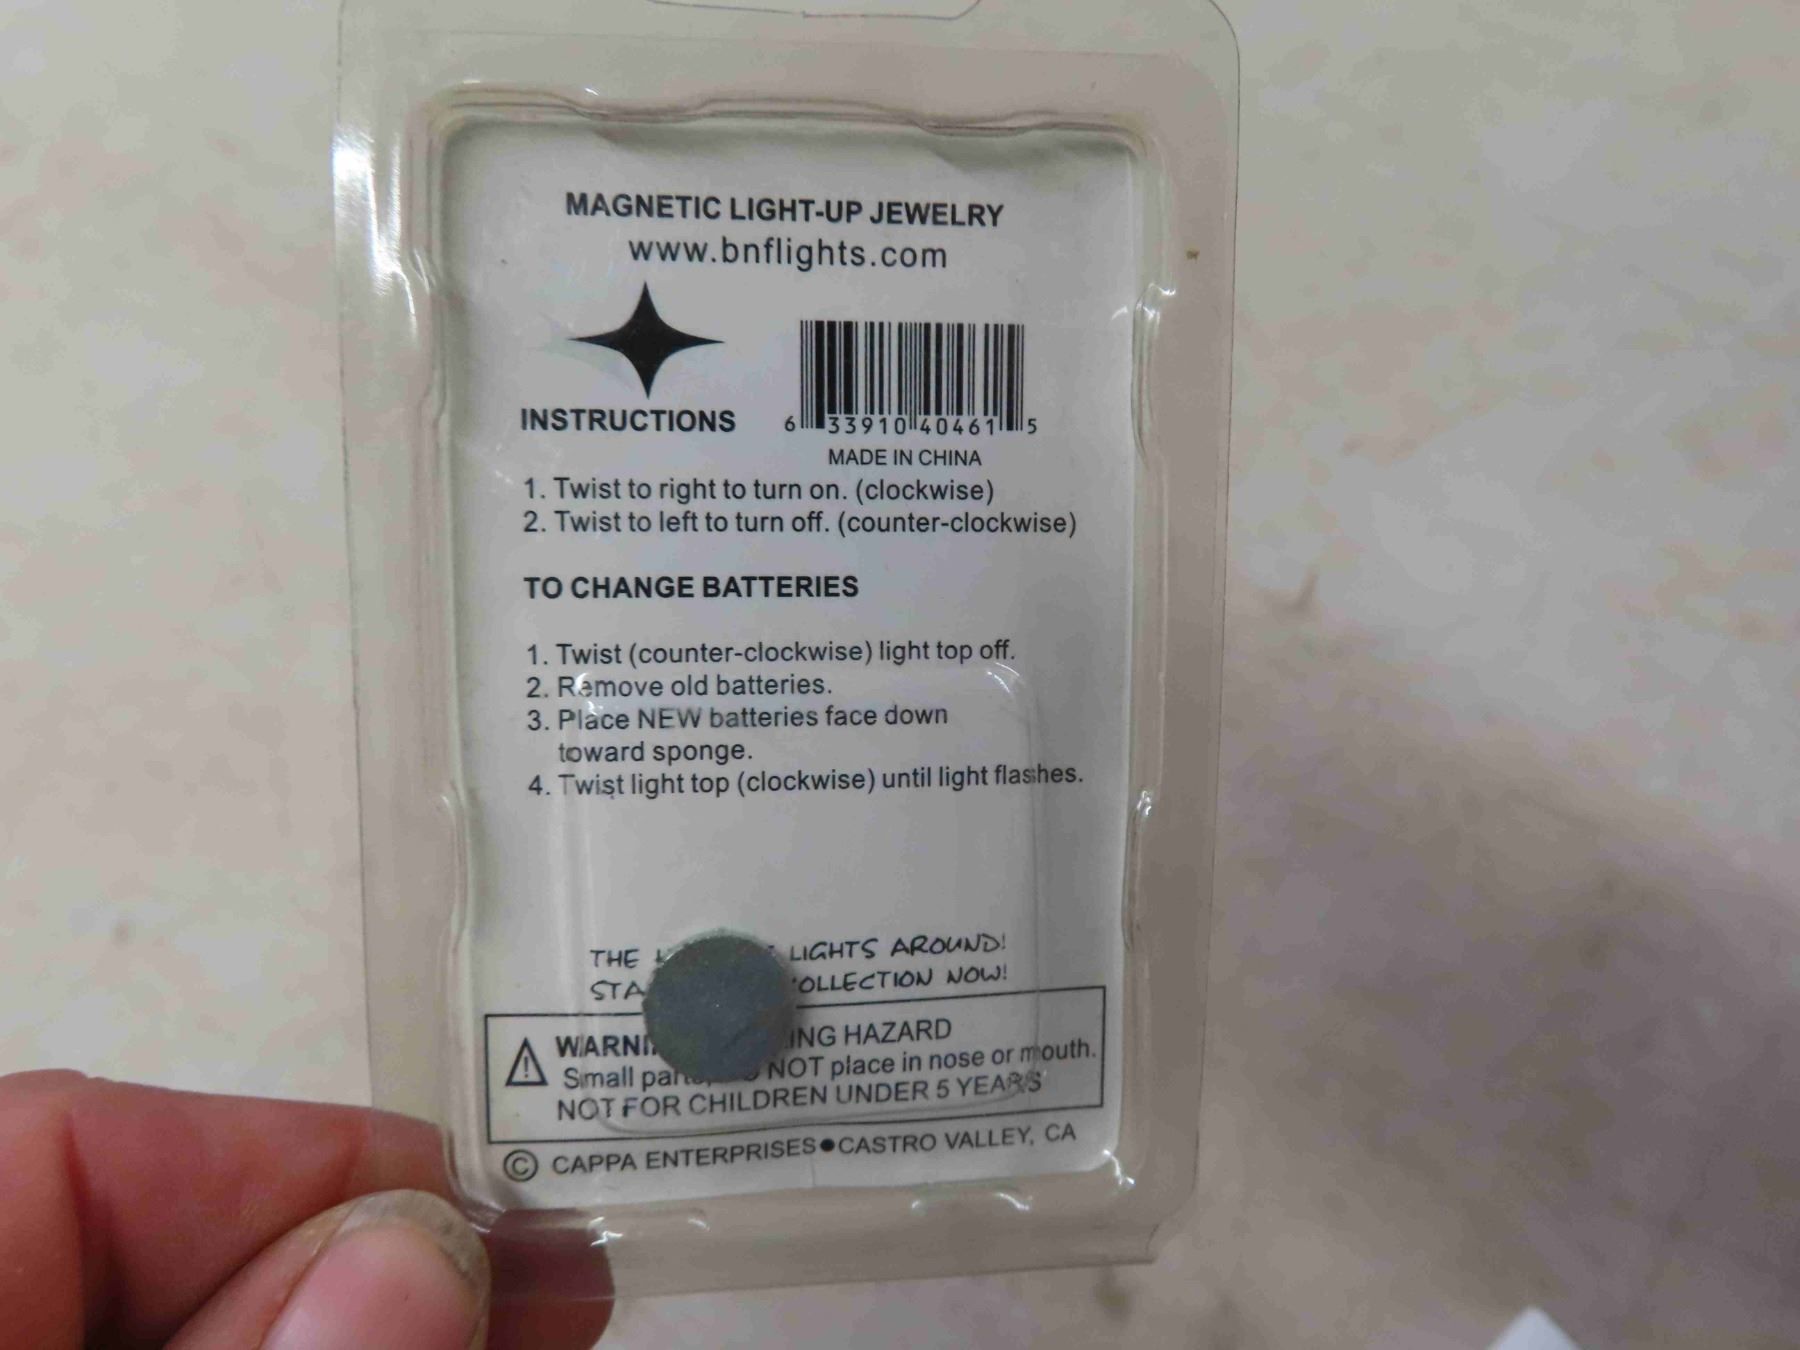 MAGNETIC LIGHT-UP JEWELRY
www.bnflights.com
INSTRUCTIONS
6 33910 40461 5
MADE IN CHINA
1. Twist to right to turn on. (clockwise)
2. Twist to left to turn off. (counter-clockwise)
TO CHANGE BATTERIES
1. Twist (counter-clockwise) light top off.
2. Remove old batteries.
3. Place NEW batteries face down
toward sponge.
4. Twist light top (clockwise) until light flashes.
THE LIGHTS AROUND!
NOW!
HAZARD
Small NOT place in nose or mouth.
NOT FOR CHILDREN UNDER 5 YEARS
© CAPPA ENTERPRISES●CASTRO VALLEY, CA